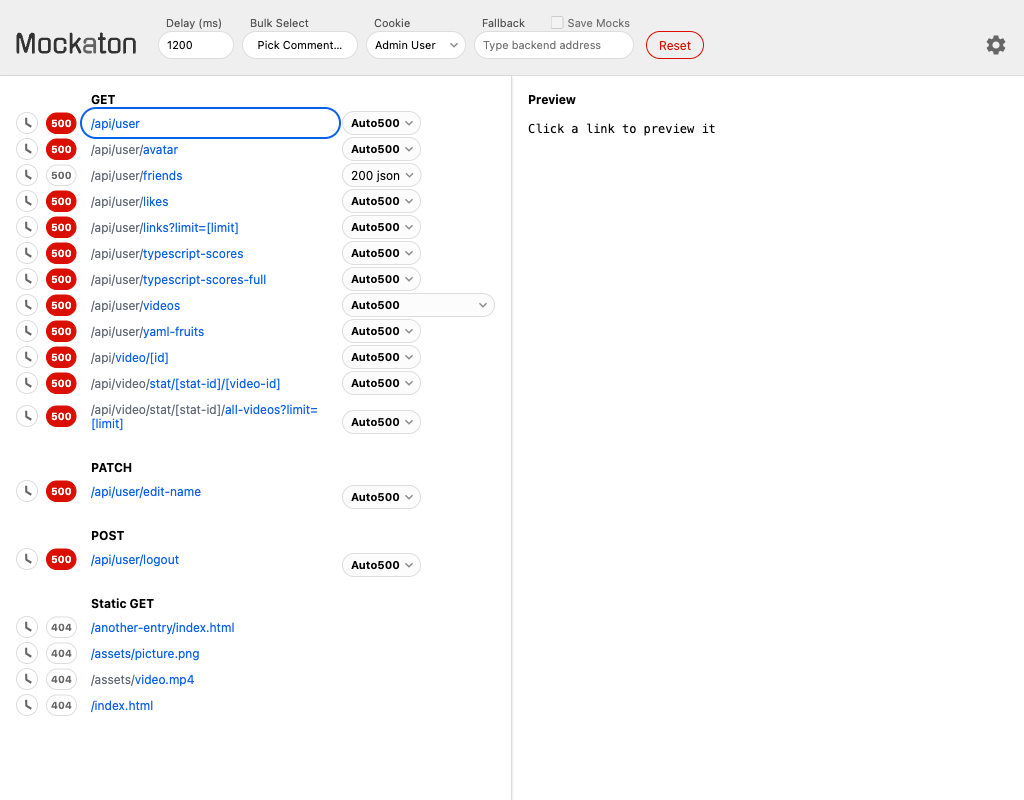 Mockaton
Delay (ms)
1200
Bulk Select
Pick Comment...
Cookie
Admin User
Fallback
Save Mocks
Type backend address
Reset
GET
500 /api/user Auto500
500 /api/user/avatar Auto500
500 /api/user/friends 200 json
500 /api/user/likes Auto500
500 /api/user/links?limit=[limit] Auto500
500 /api/user/typescript-scores Auto500
500 /api/user/typescript-scores-full Auto500
500 /api/user/videos Auto500
500 /api/user/yaml-fruits Auto500
500 /api/video/[id] Auto500
500 /api/video/stat/[stat-id]/[video-id] Auto500
500 /api/video/stat/[stat-id]/all-videos?limit=
[limit] Auto500
PATCH
500 /api/user/edit-name Auto500
POST
500 /api/user/logout Auto500
Static GET
404 /another-entry/index.html
404 /assets/picture.png
404 /assets/video.mp4
404 /index.html
Preview
Click a link to preview it